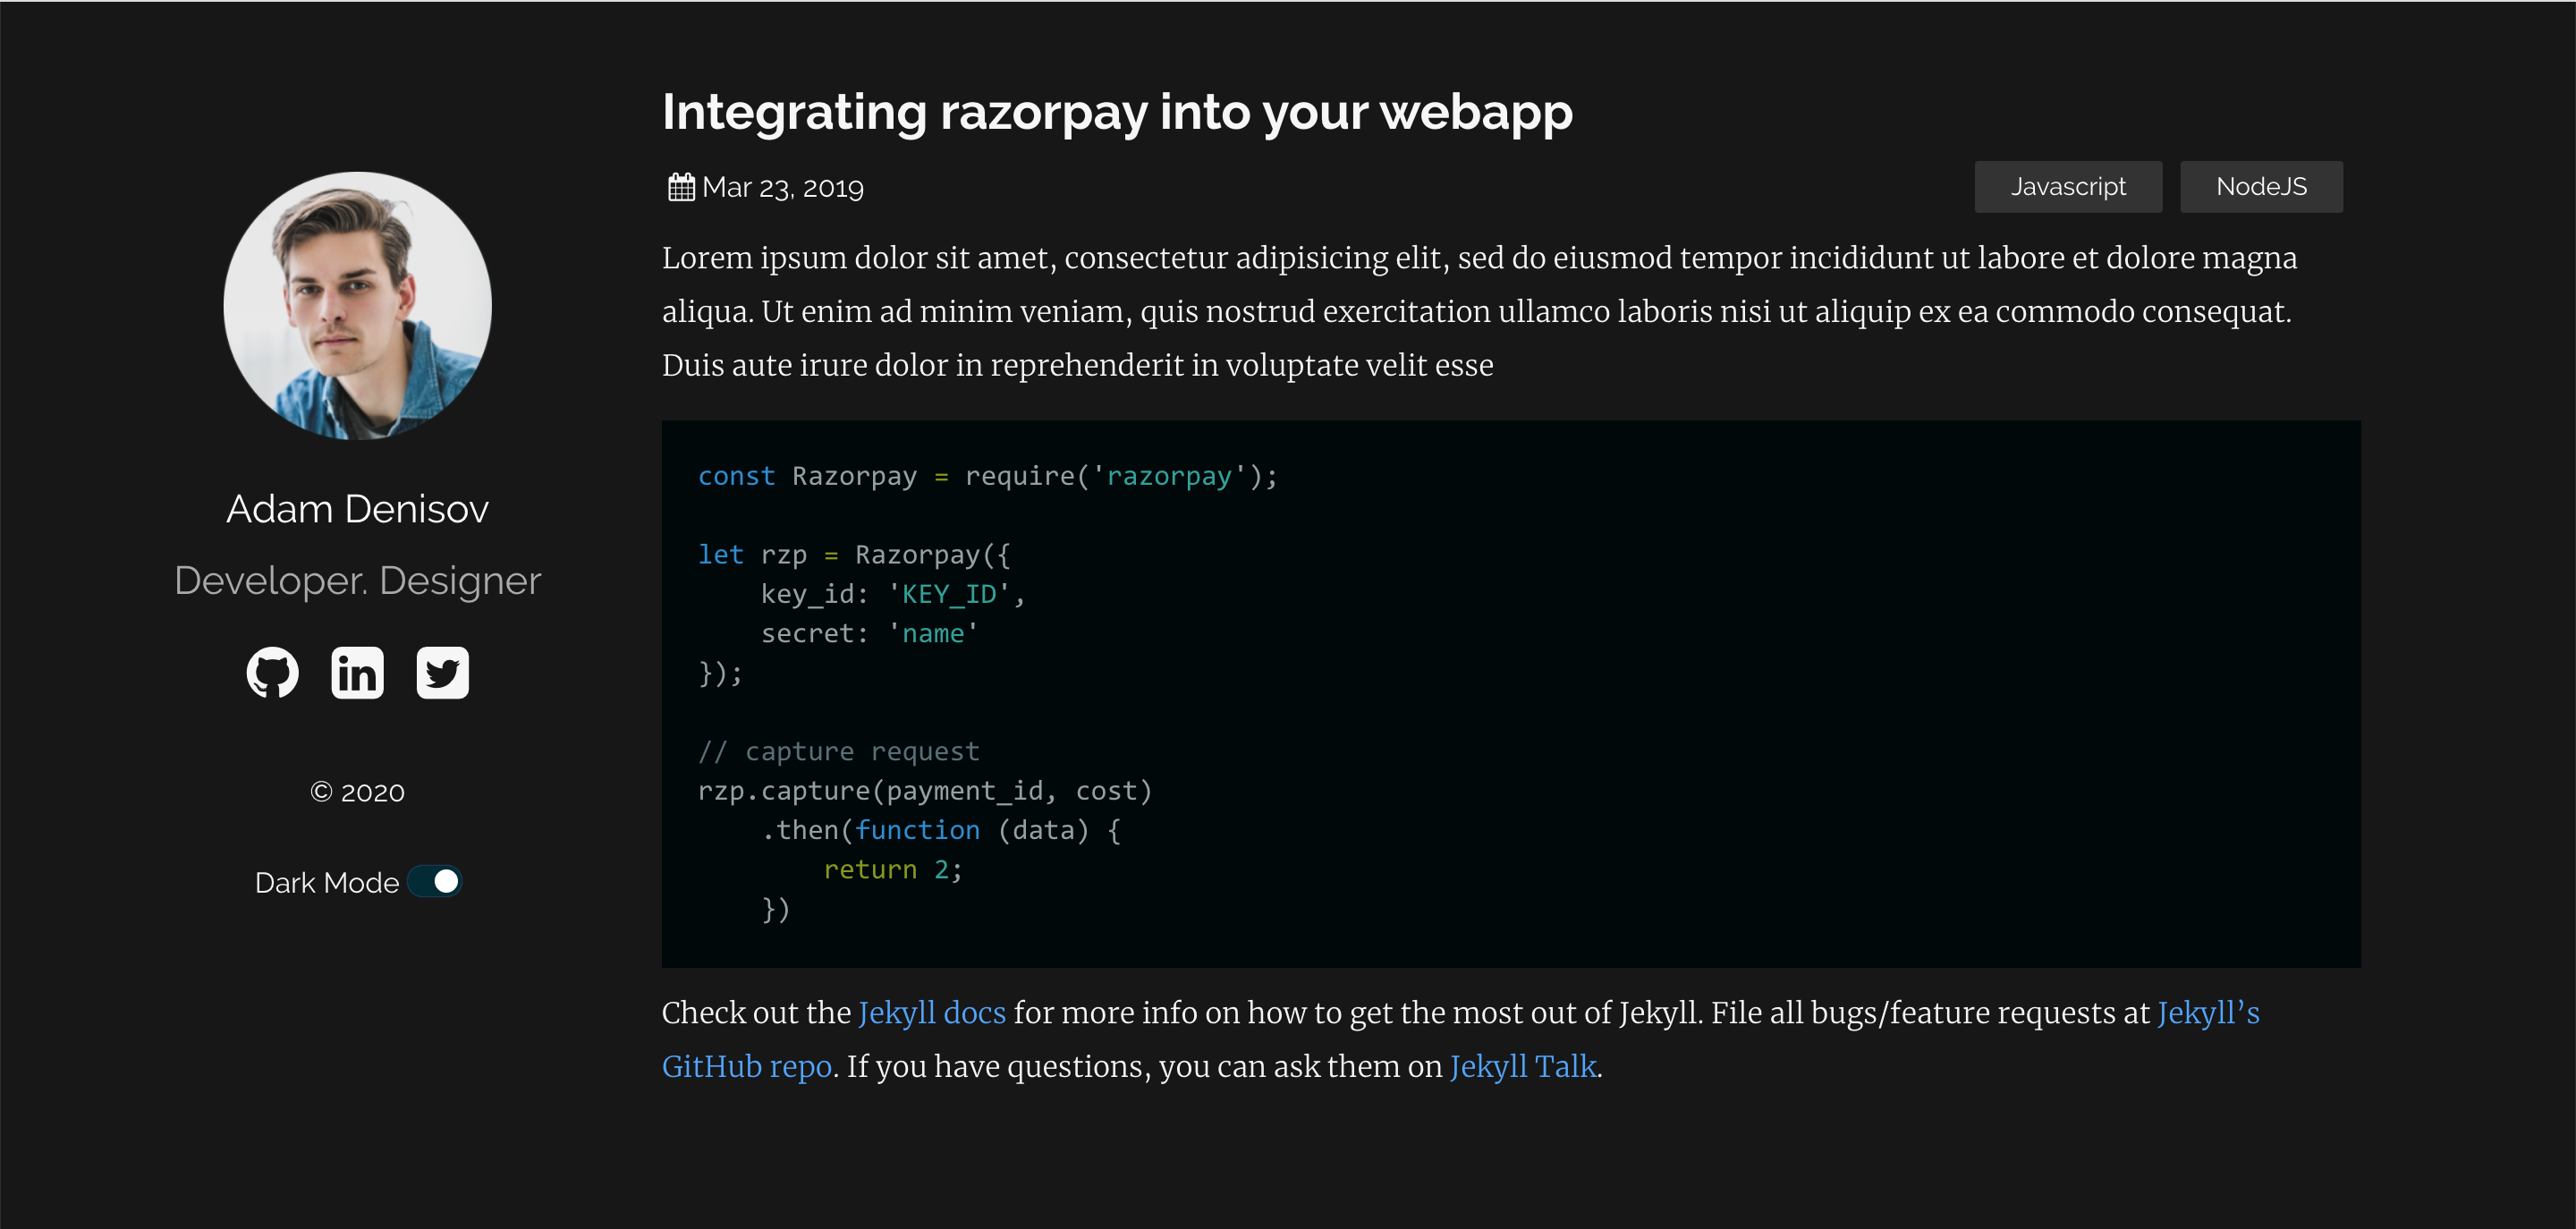 Integrating razorpay into your webapp
Mar 23, 2019
Javascript
NodeJS
Lorem ipsum dolor sit amet, consectetur adipisicing elit, sed do eiusmod tempor incididunt ut labore et dolore magna
aliqua. Ut enim ad minim veniam, quis nostrud exercitation ullamco laboris nisi ut aliquip ex ea commodo consequat.
Duis aute irure dolor in reprehenderit in voluptate velit esse
const Razorpay = require('razorpay');
let rzp = Razorpay({
    key_id: 'KEY_ID',
    secret: 'name'
});
// capture request
rzp.capture(payment_id, cost)
    .then(function (data) {
        return 2;
    })
Check out the Jekyll docs for more info on how to get the most out of Jekyll. File all bugs/feature requests at Jekyll’s
GitHub repo. If you have questions, you can ask them on Jekyll Talk.
Adam Denisov
Developer. Designer
in
© 2020
Dark Mode